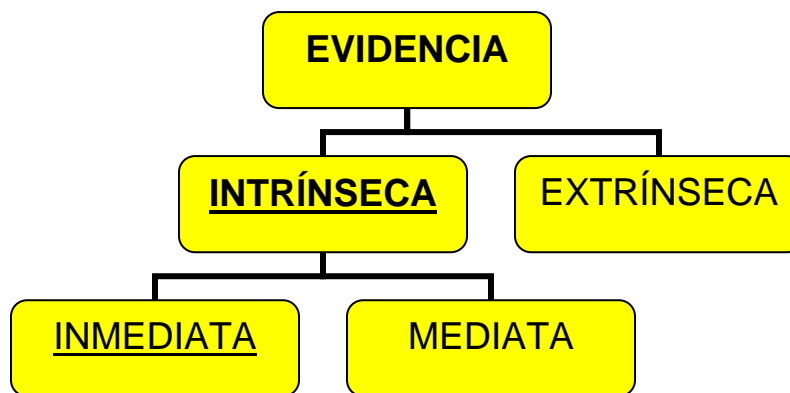 EVIDENCIA
INTRÍNSECA
EXTRÍNSECA
INMEDIATA
MEDIATA